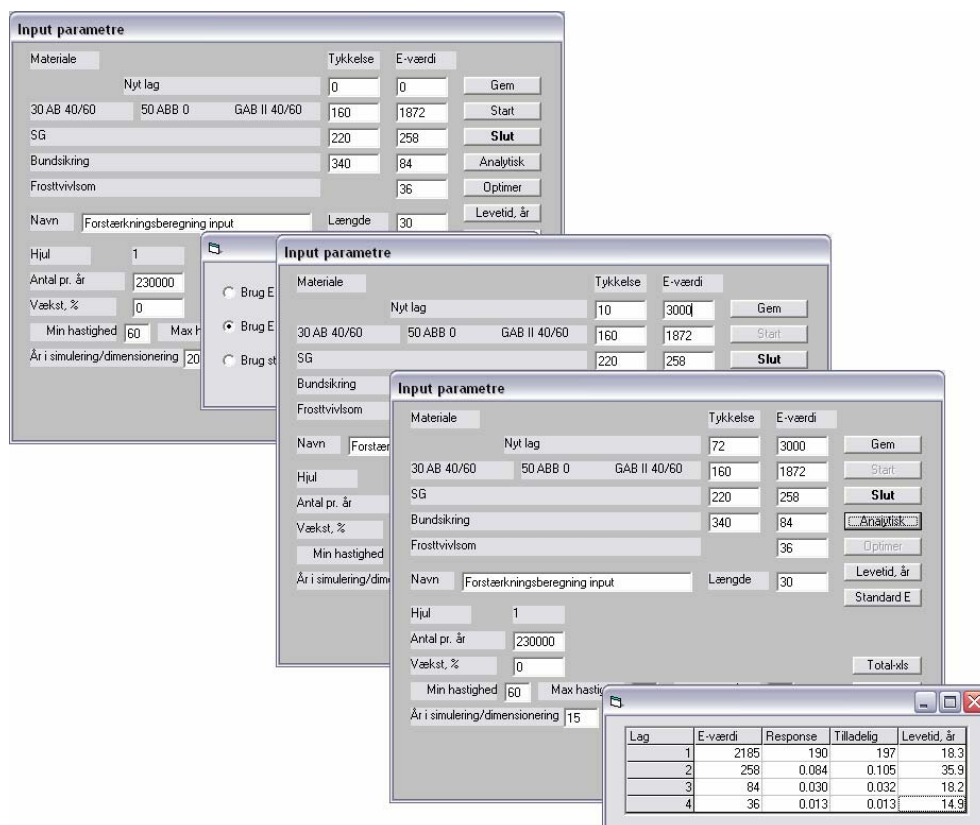 Input parametre
Materiale Tykkelse E-værdi
Nyt lag 0 0 Gem
30 AB 40/60 50 ABB 0 GAB II 40/60 160 1872 Start
SG 220 258 Slut
Bundsikring 340 84 Analytisk
Frosttvivlsom 36 Optimer
Navn Forstærkningsberegning input Længde 30 Levetid, år
Hjul 1
Antal pr. år 230000
Vækst, % 0
Min hastighed 60 Max h
År i simulering/dimensionering 20
Brug E
Brug E
Brug st
Input parametre
Materiale Tykkelse E-værdi
Nyt lag 10 3000 Gem
30 AB 40/60 50 ABB 0 GAB II 40/60 160 1872 Start
SG 220 258 Slut
Bundsikring
Frosttvivlsom
Navn Forstær
Hjul
Antal pr. år
Vækst, %
Min hastighed
År i simulering/dime
Input parametre
Materiale Tykkelse E-værdi
Nyt lag 72 3000 Gem
30 AB 40/60 50 ABB 0 GAB II 40/60 160 1872 Start
SG 220 258 Slut
Bundsikring 340 84 Analytisk
Frosttvivlsom 36 Optimer
Navn Forstærkningsberegning input Længde 30 Levetid, år
Standard E
Hjul 1
Antal pr. år 230000
Vækst, % 0
Total-xls
Min hastighed 60 Max hastig
År i simulering/dimensionering 15
Lag E-værdi Response Tilladelig Levetid, år
1 2185 190 197 18.3
2 258 0.084 0.105 35.9
3 84 0.030 0.032 18.2
4 36 0.013 0.013 14.9